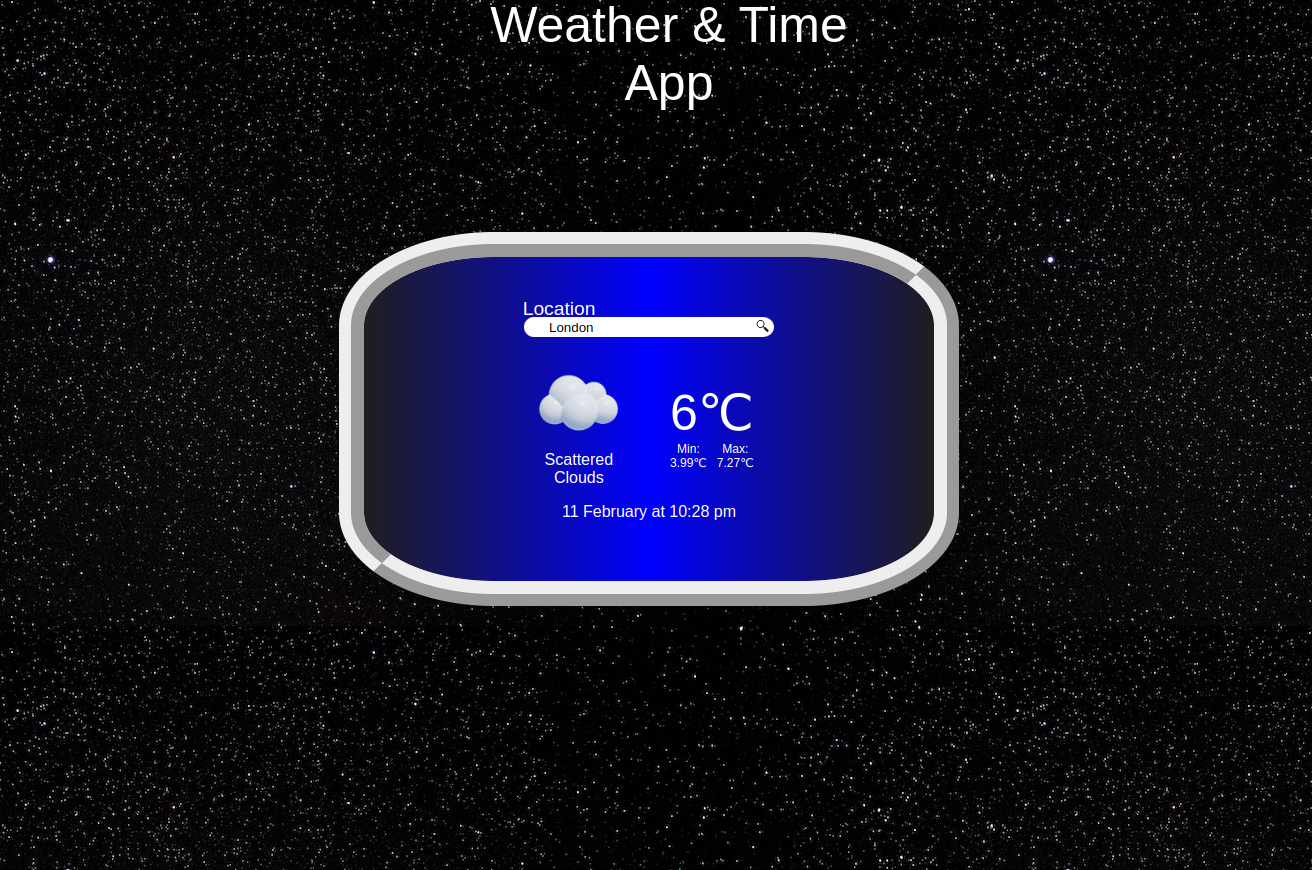 Weather & Time
App
Location
London
6℃
Min: Max:
3.99℃ 7.27℃
Scattered
Clouds
11 February at 10:28 pm